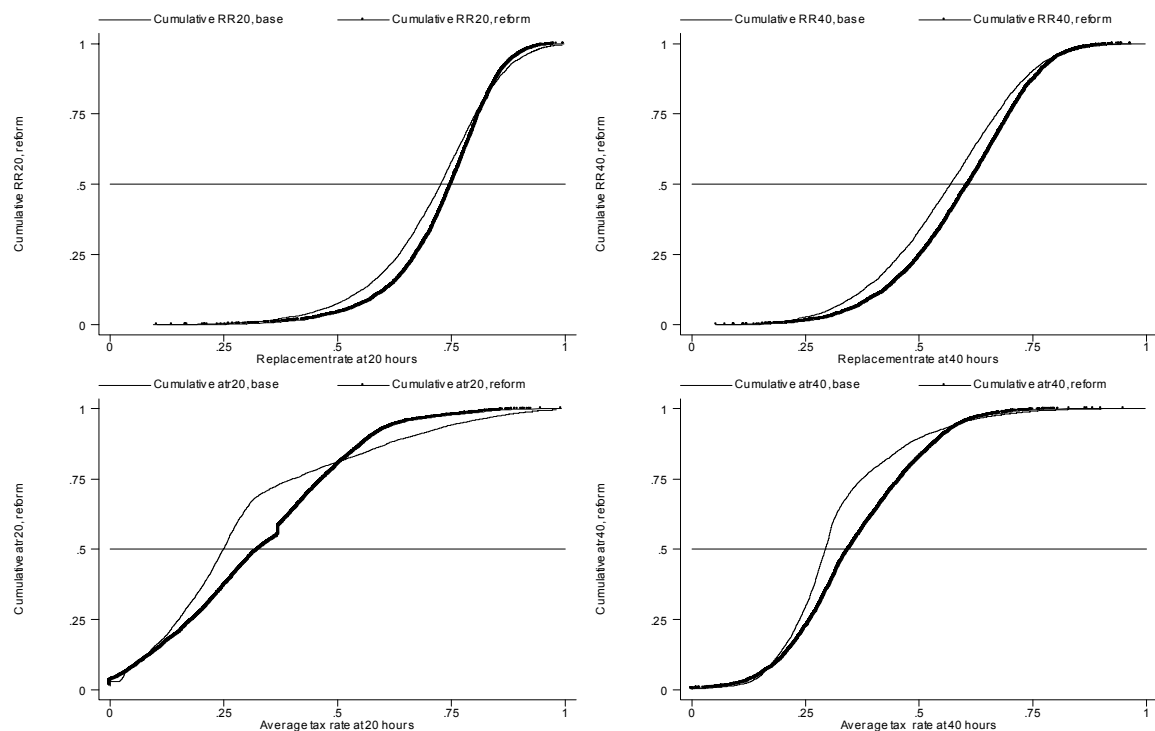 Cumulative RR20, base Cumulative RR20, reform
Cumulative RR20, reform
1
.75
.5
.25
0
0 .25 .5 .75 1
Replacement rate at 20 hours
Cumulative RR40, base Cumulative RR40, reform
Cumulative RR40, reform
1
.75
.5
.25
0
0 .25 .5 .75 1
Replacement rate at 40 hours
Cumulative atr20, base Cumulative atr20, reform
Cumulative atr20, reform
1
.75
.5
.25
0
0 .25 .5 .75 1
Average tax rate at 20 hours
Cumulative atr40, base Cumulative atr40, reform
Cumulative atr40, reform
1
.75
.5
.25
0
0 .25 .5 .75 1
Average tax rate at 40 hours